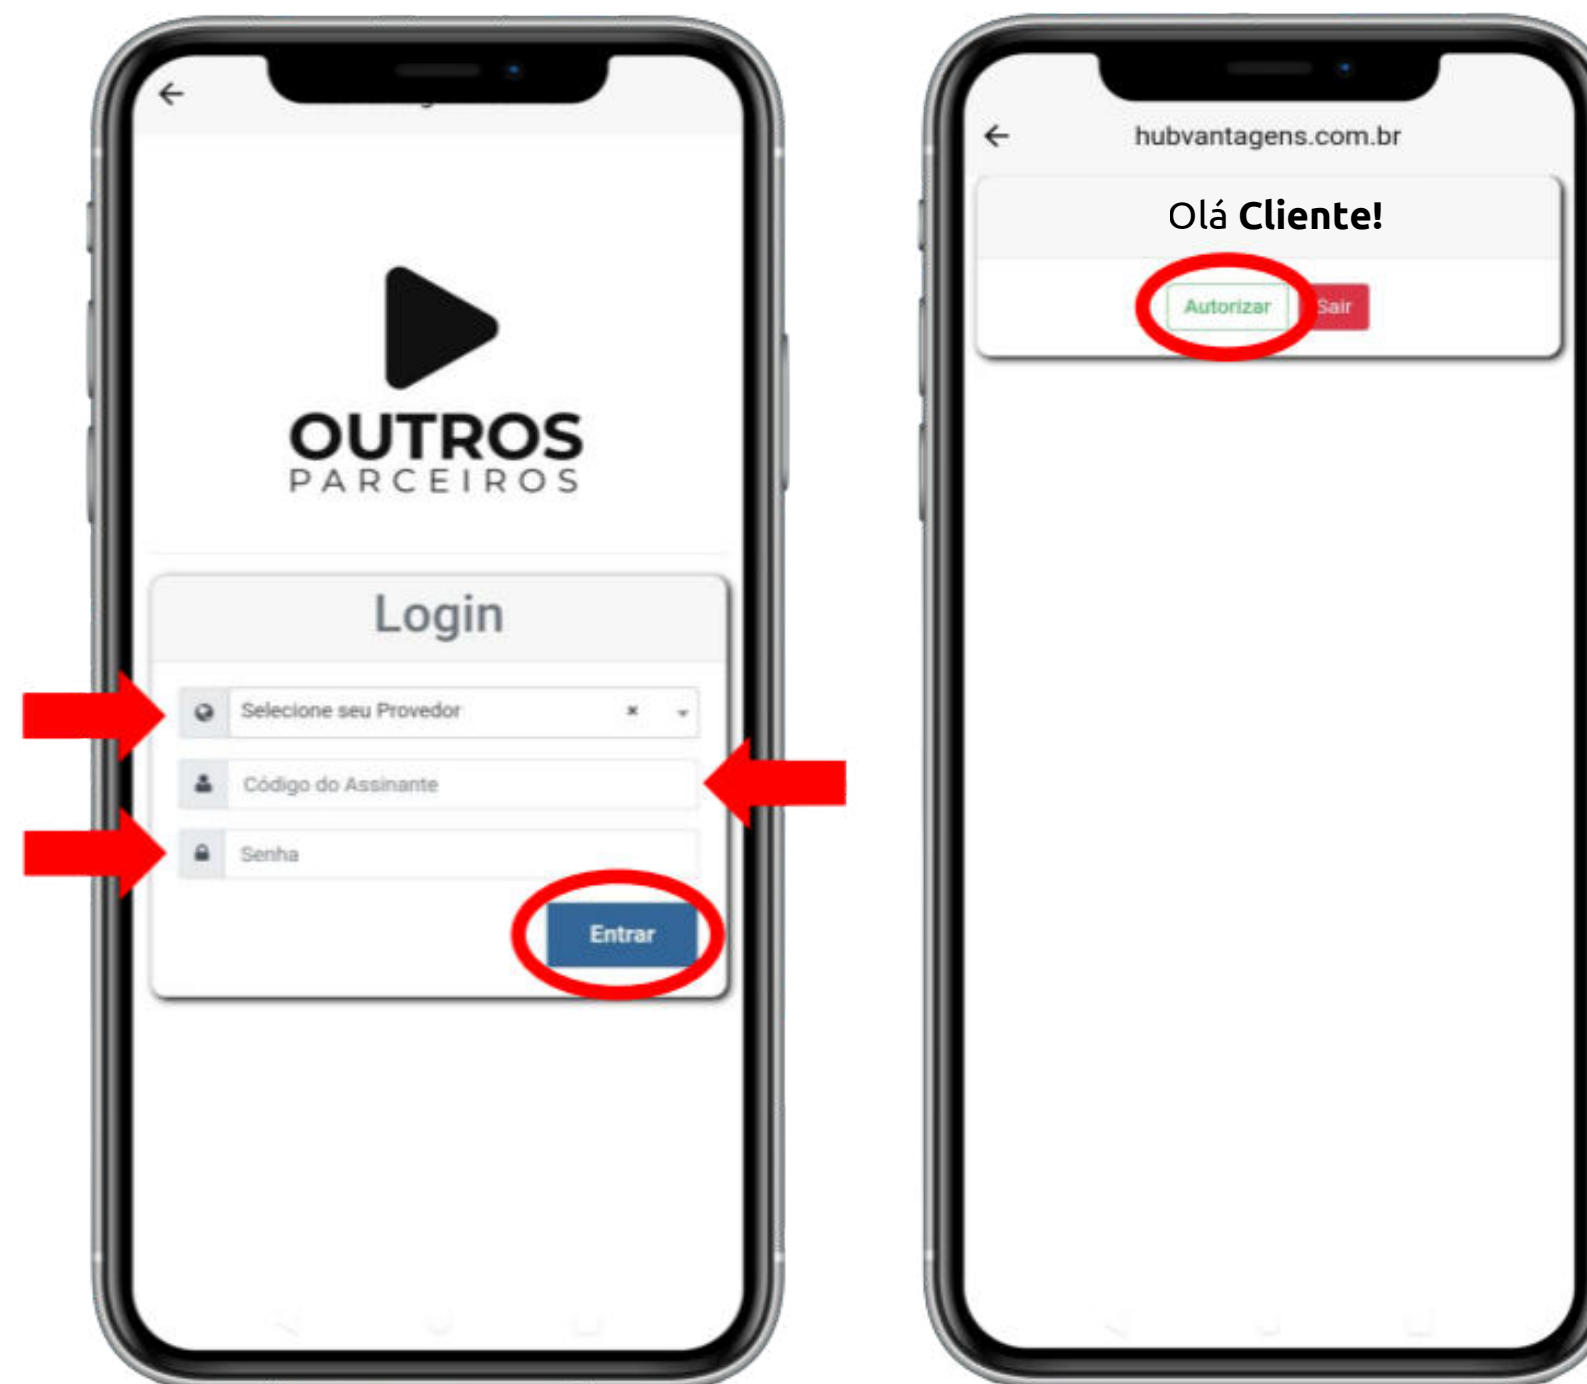 OUTROS
PARCEIROS
Login
Selecione seu Provedor
Código do Assinante
Senha
Entrar
hubvantagens.com.br
Olá Cliente!
Autorizar
Sair